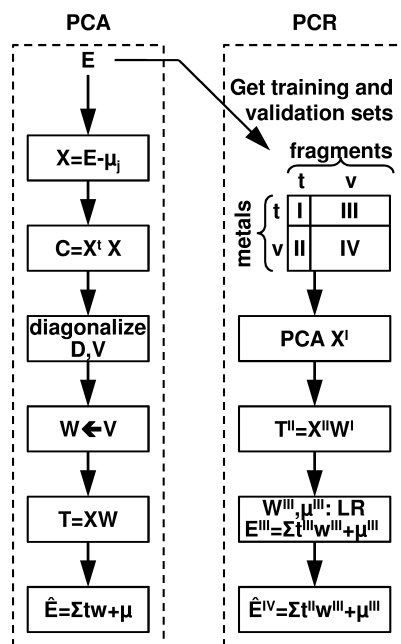 PCA
E
X=E-μj
C=Xᵗ X
diagonalize
D,V
W←V
T=XW
Ê=Σtw+μ
PCR
Get training and
validation sets
fragments
t v
metals
t I III
v II IV
PCA Xᴵ
Tᴵᴵ=XᴵᴵWᴵ
Wᴵᴵᴵ,μᴵᴵᴵ: LR
Eᴵᴵᴵ=Σtᴵᴵᴵwᴵᴵᴵ+μᴵᴵᴵ
Êᴵⱽ=Σtᴵᴵwᴵᴵᴵ+μᴵᴵᴵ